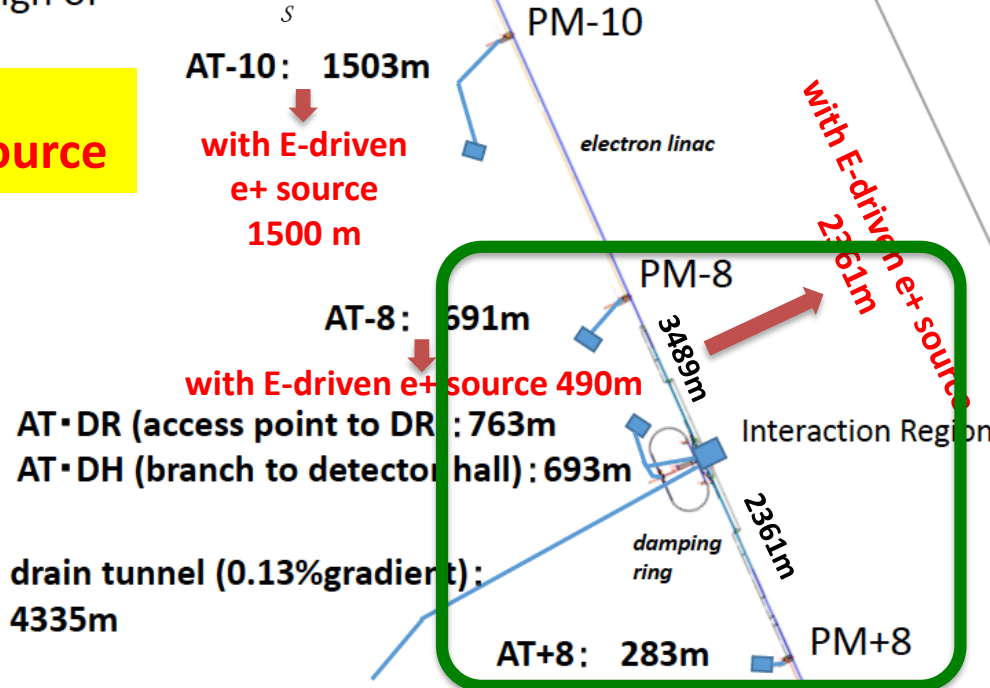 S
PM-10
AT-10: 1503m
with E-driven
e+ source
1500 m
ource
electron linac
with E-driven e+ source
2361m
PM-8
AT-8: 691m
3489m
with E-driven e+ source 490m
AT・DR (access point to DR) : 763m
Interaction Region
AT・DH (branch to detector hall) : 693m
2361m
damping
ring
drain tunnel (0.13%gradient):
4335m
AT+8: 283m
PM+8